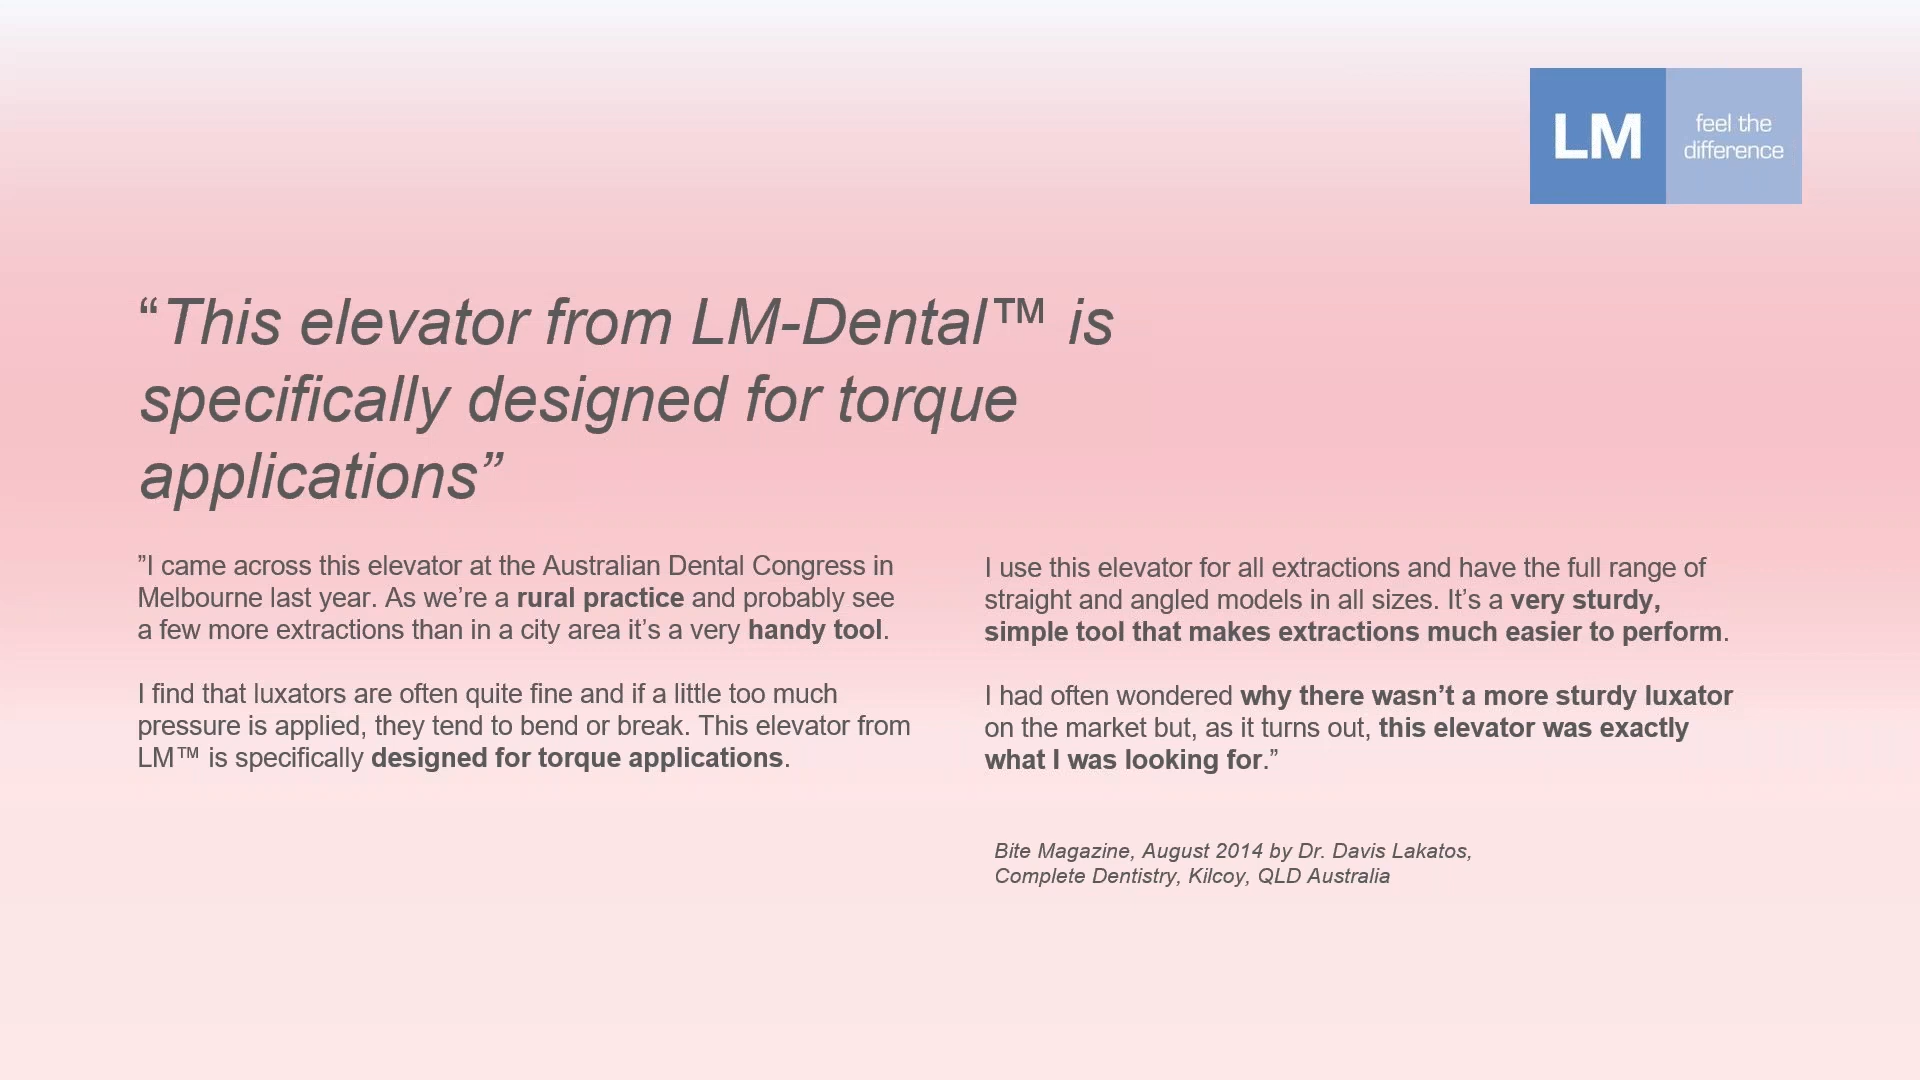 LM
feel the
difference
“This elevator from LM-Dental™ is
specifically designed for torque
applications”
”I came across this elevator at the Australian Dental Congress in
Melbourne last year. As we’re a rural practice and probably see
a few more extractions than in a city area it’s a very handy tool.
I find that luxators are often quite fine and if a little too much
pressure is applied, they tend to bend or break. This elevator from
LM™ is specifically designed for torque applications.
I use this elevator for all extractions and have the full range of
straight and angled models in all sizes. It’s a very sturdy,
simple tool that makes extractions much easier to perform.
I had often wondered why there wasn’t a more sturdy luxator
on the market but, as it turns out, this elevator was exactly
what I was looking for.”
Bite Magazine, August 2014 by Dr. Davis Lakatos,
Complete Dentistry, Kilcoy, QLD Australia